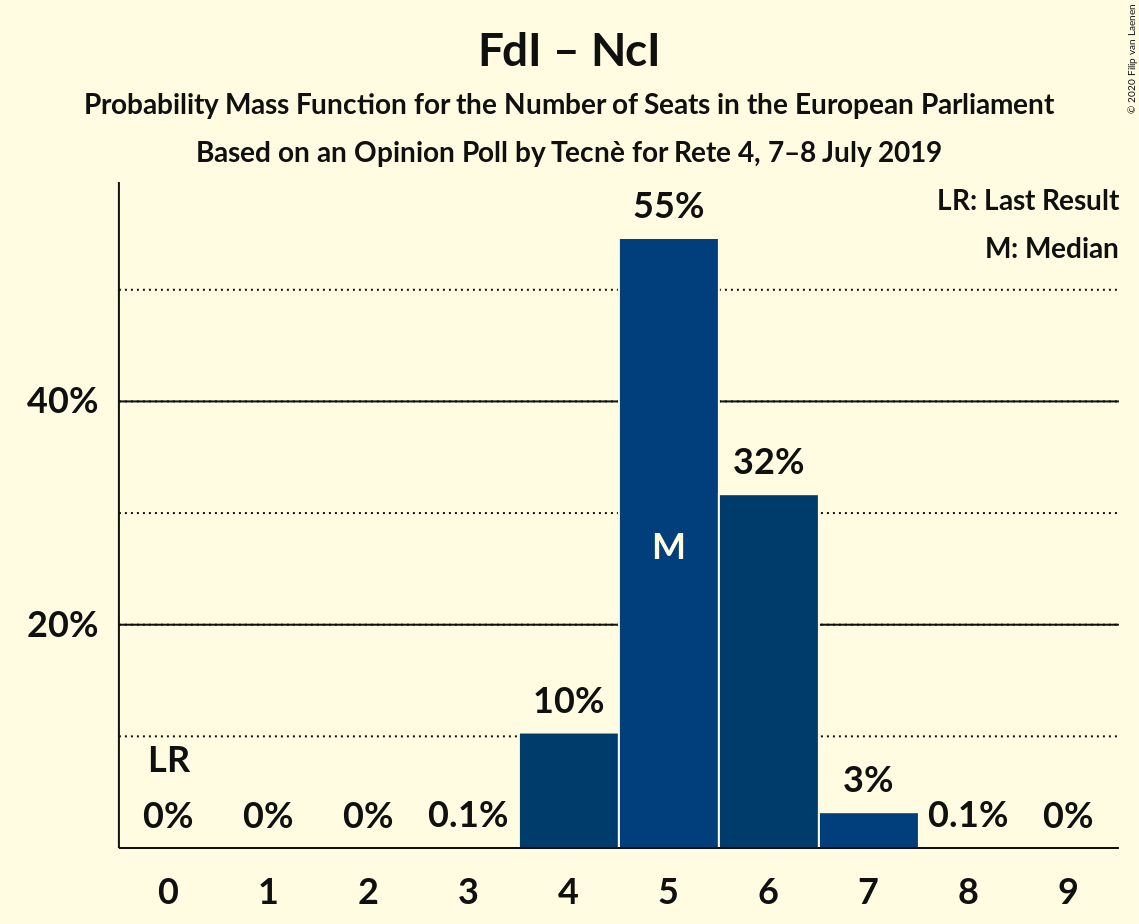 FdI – NcI
Probability Mass Function for the Number of Seats in the European Parliament
Based on an Opinion Poll by Tecnè for Rete 4, 7–8 July 2019
© 2020 Filip van Laenen
LR: Last Result
M: Median
55%
40%
32%
M
20%
10%
LR
3%
0% 0% 0% 0.1% 0.1% 0%
0 1 2 3 4 5 6 7 8 9